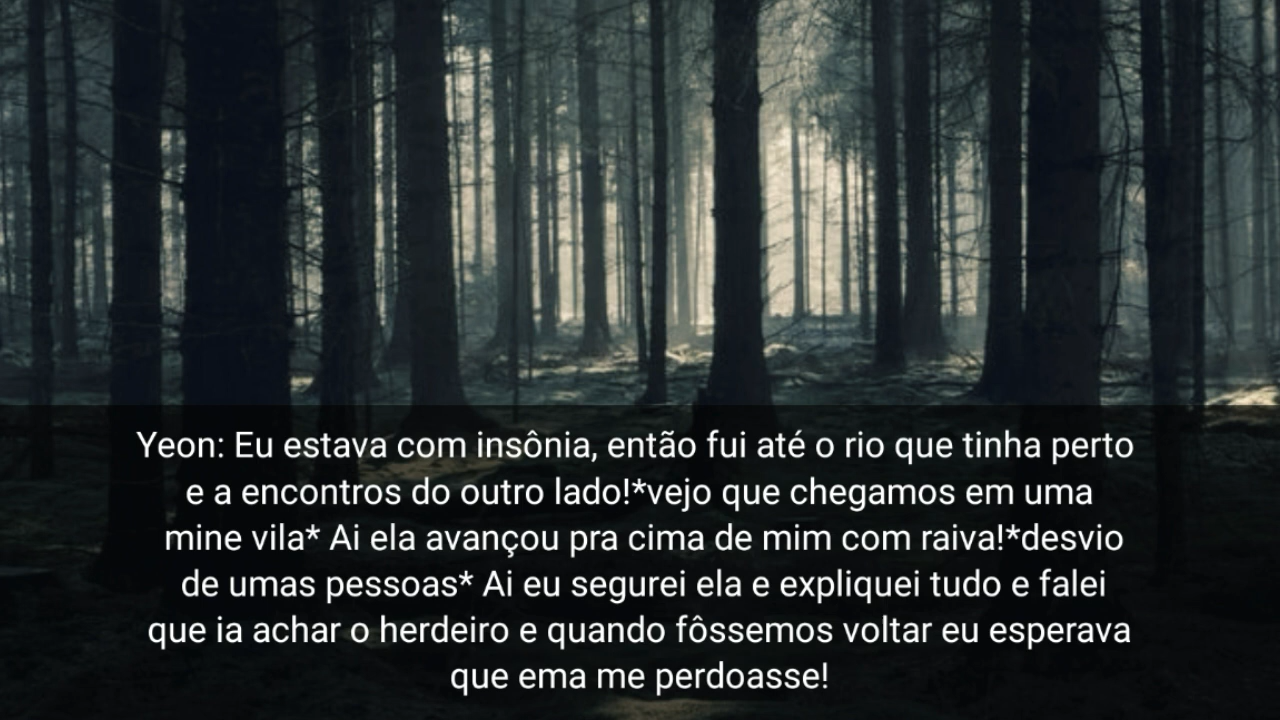 Yeon: Eu estava com insônia, então fui até o rio que tinha perto
e a encontros do outro lado!*vejo que chegamos em uma
mine vila* Ai ela avançou pra cima de mim com raiva!*desvio
de umas pessoas* Ai eu segurei ela e expliquei tudo e falei
que ia achar o herdeiro e quando fôssemos voltar eu esperava
que ema me perdoasse!